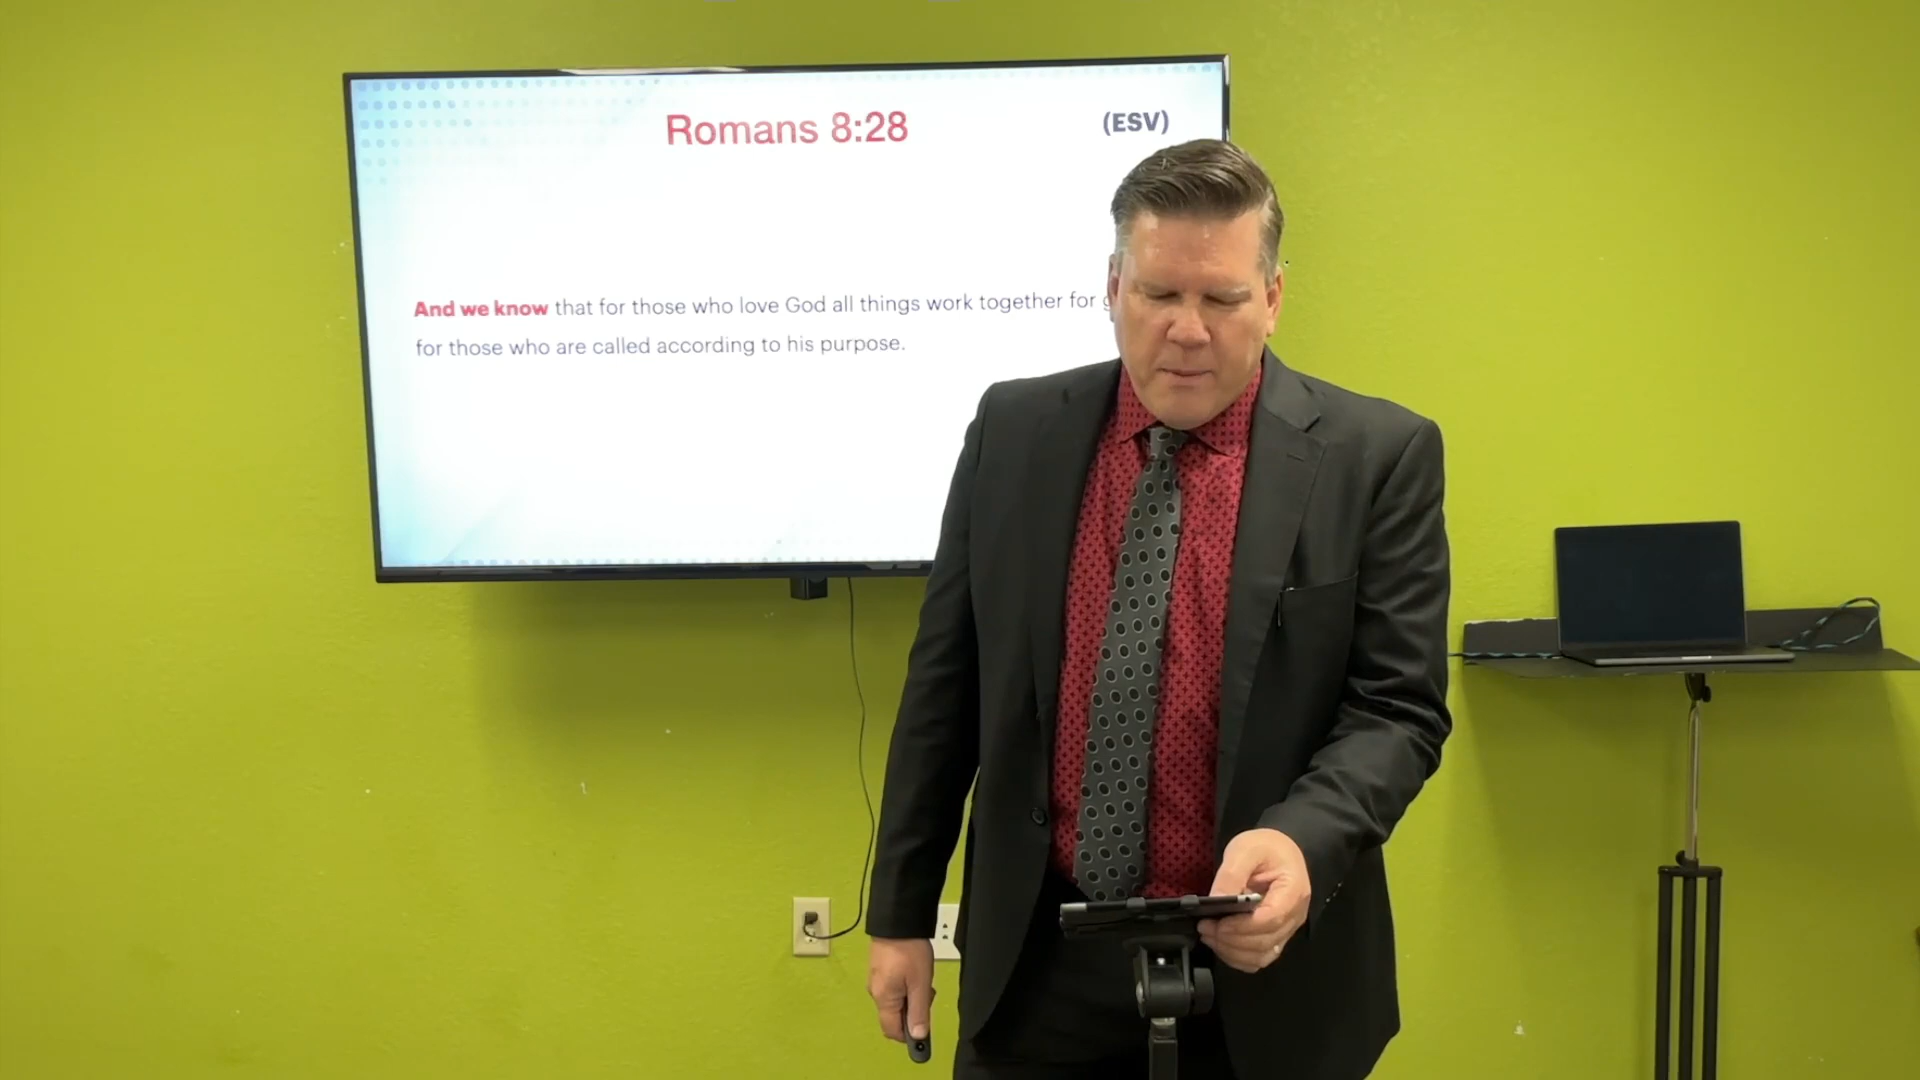 Romans 8:28
(ESV)
And we know that for those who love God all things work together for
for those who are called according to his purpose.